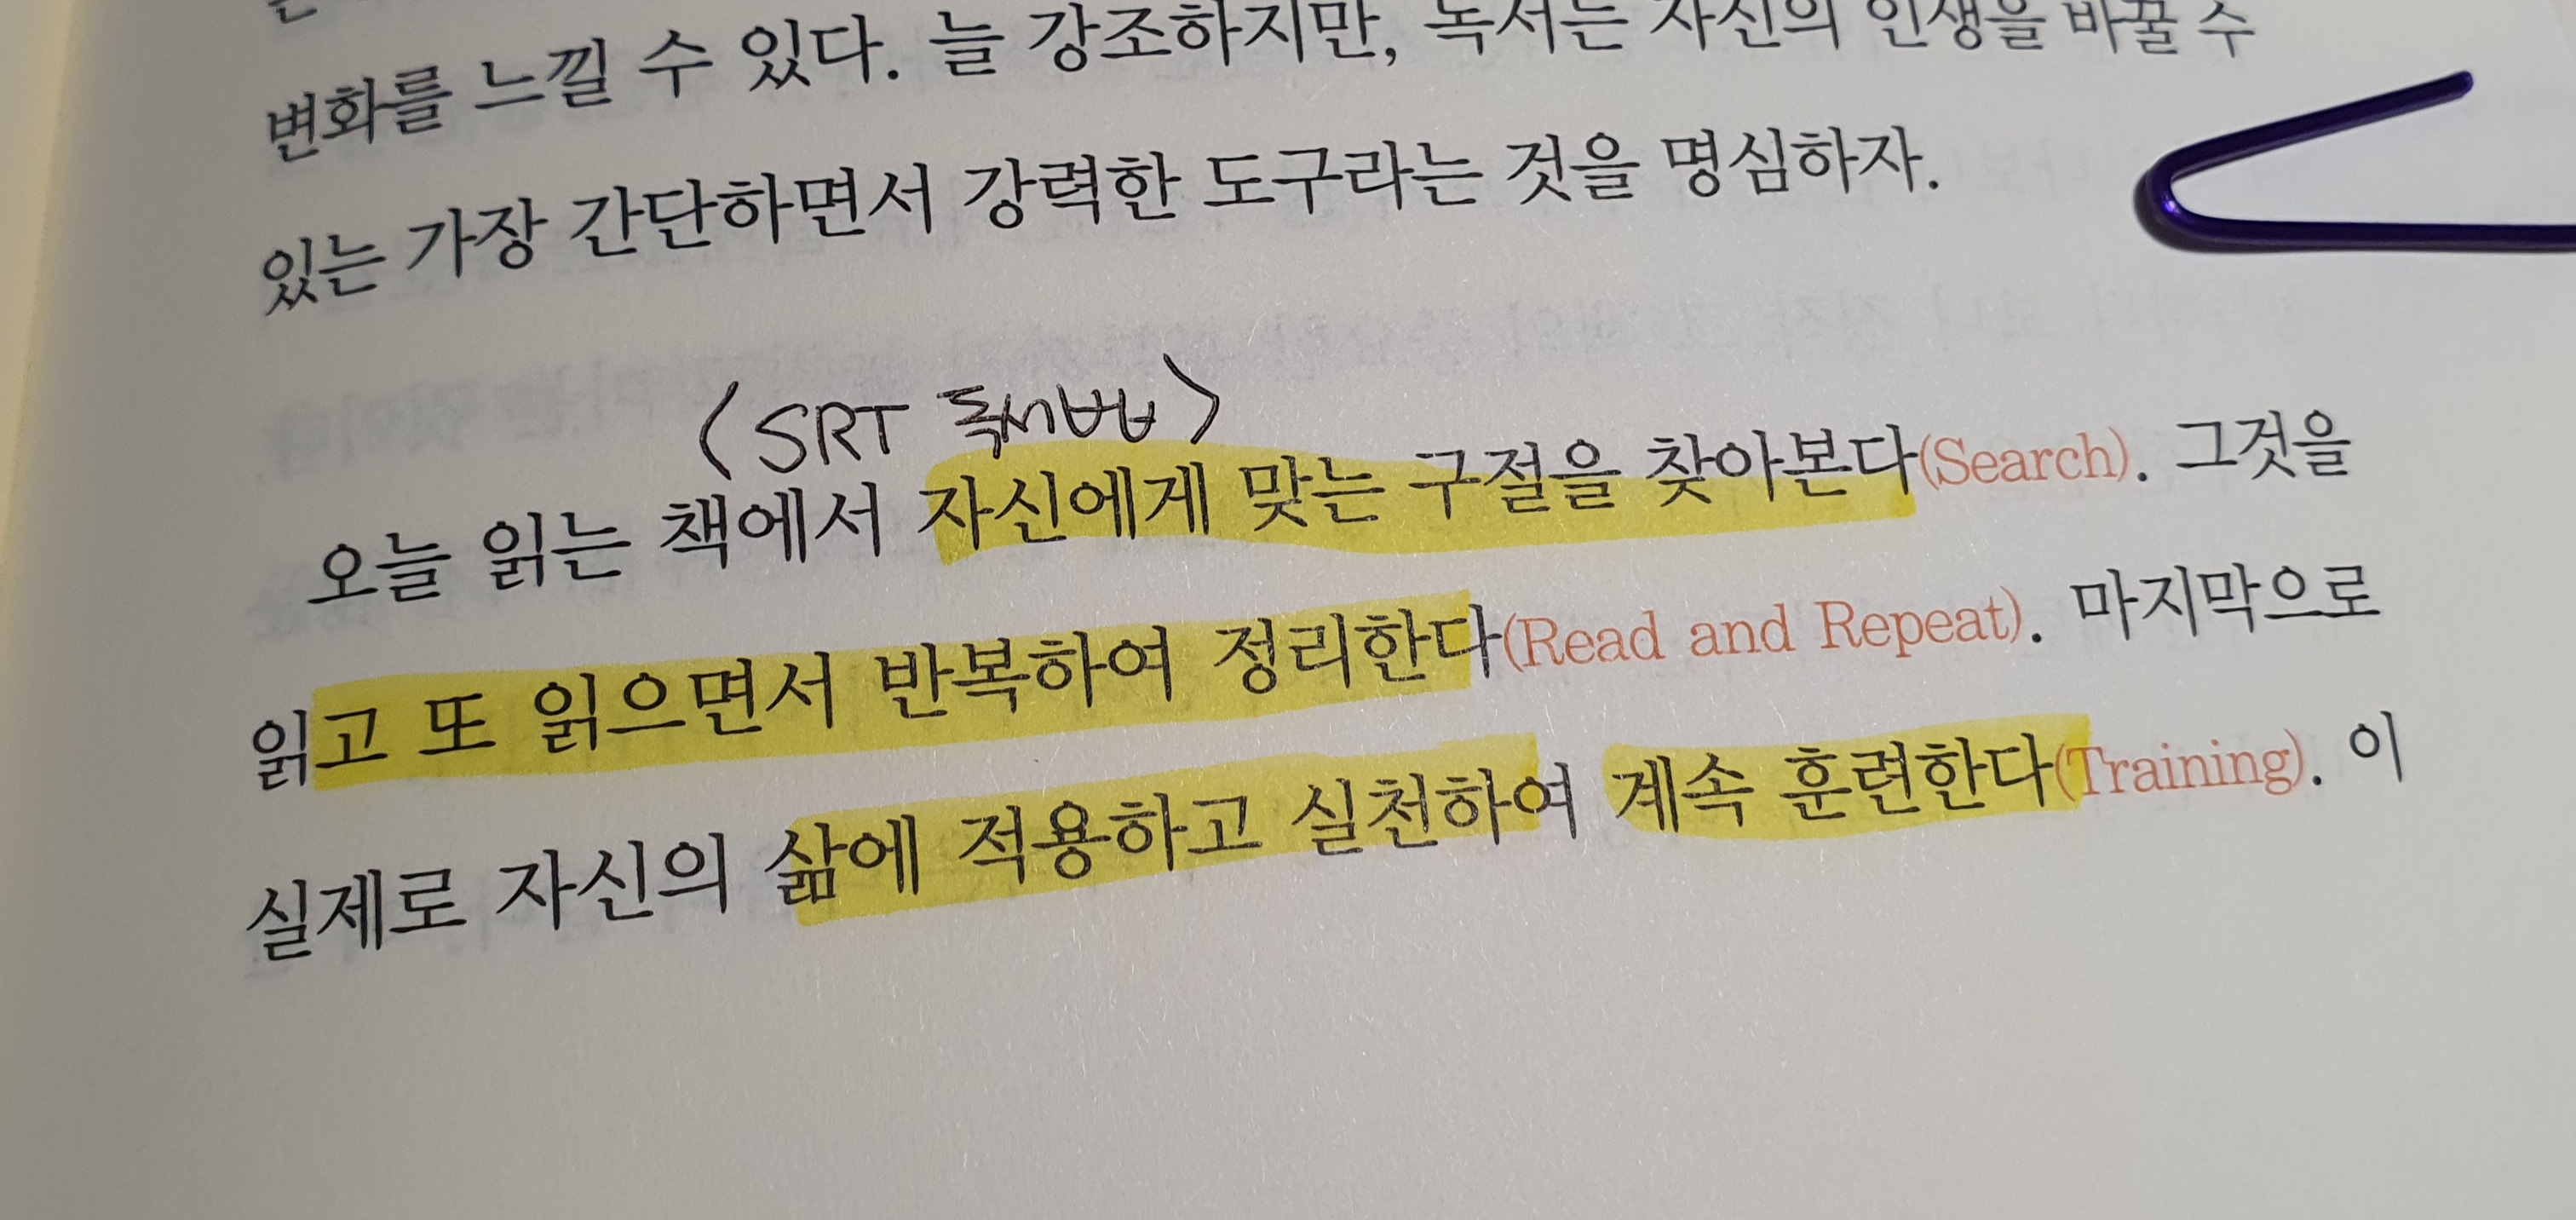 변화를 느낄 수 있다. 늘 강조하지만, 독서는 자신의 인생을 바꿀 수
있는 가장 간단하면서 강력한 도구라는 것을 명심하자.
<SRT 독서법>
오늘 읽는 책에서 자신에게 맞는 구절을 찾아본다(Search). 그것을
읽고 또 읽으면서 반복하여 정리한다(Read and Repeat). 마지막으로
실제로 자신의 삶에 적용하고 실천하여 계속 훈련한다(Training). 이